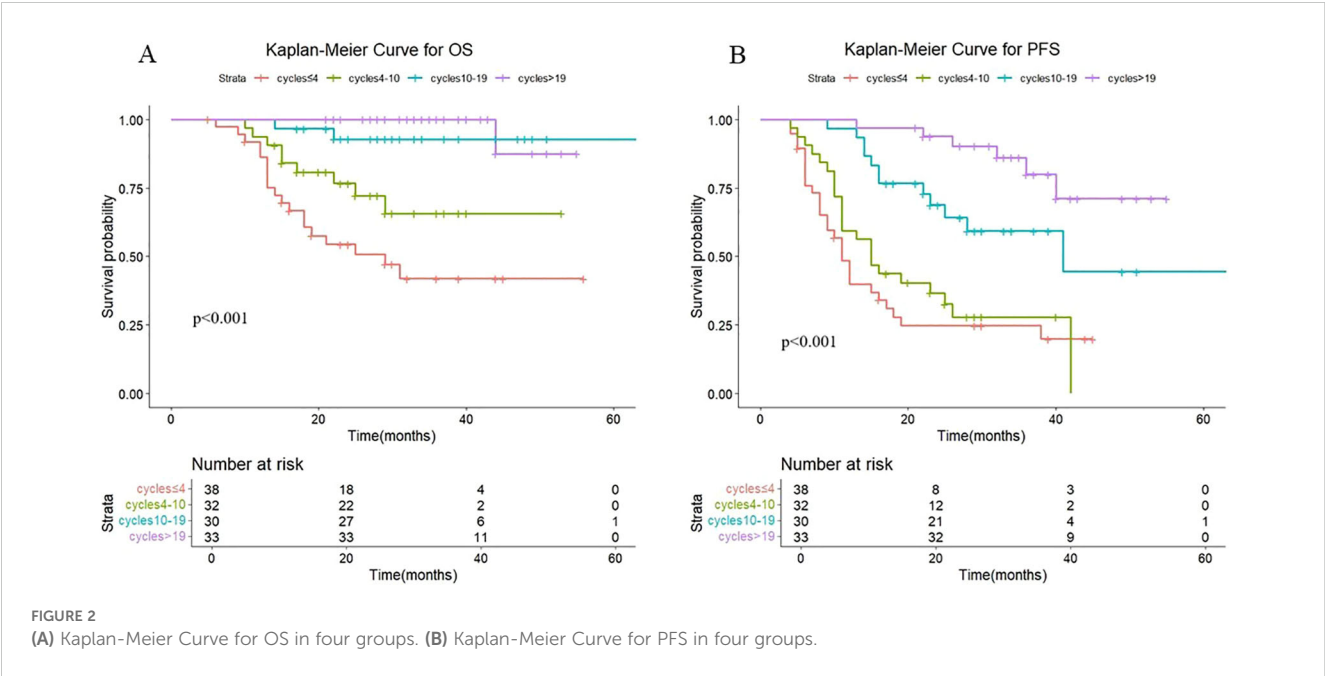 A
Kaplan-Meier Curve for OS
Strata cycles≤4 cycles4-10 cycles10-19 cycles>19
Survival probability
1.00
0.75
0.50
0.25
0.00
p<0.001
0 20 40 60
Time(months)
Number at risk
Strata
cycles≤4 38 18 4 0
cycles4-10 32 22 2 0
cycles10-19 30 27 6 1
cycles>19 33 33 11 0
0 20 40 60
Time(months)
B
Kaplan-Meier Curve for PFS
Strata cycles≤4 cycles4-10 cycles10-19 cycles>19
Survival probability
1.00
0.75
0.50
0.25
0.00
p<0.001
0 20 40 60
Time(months)
Number at risk
Strata
cycles≤4 38 8 3 0
cycles4-10 32 12 2 0
cycles10-19 30 21 4 1
cycles>19 33 32 9 0
0 20 40 60
Time(months)
FIGURE 2
(A) Kaplan-Meier Curve for OS in four groups. (B) Kaplan-Meier Curve for PFS in four groups.